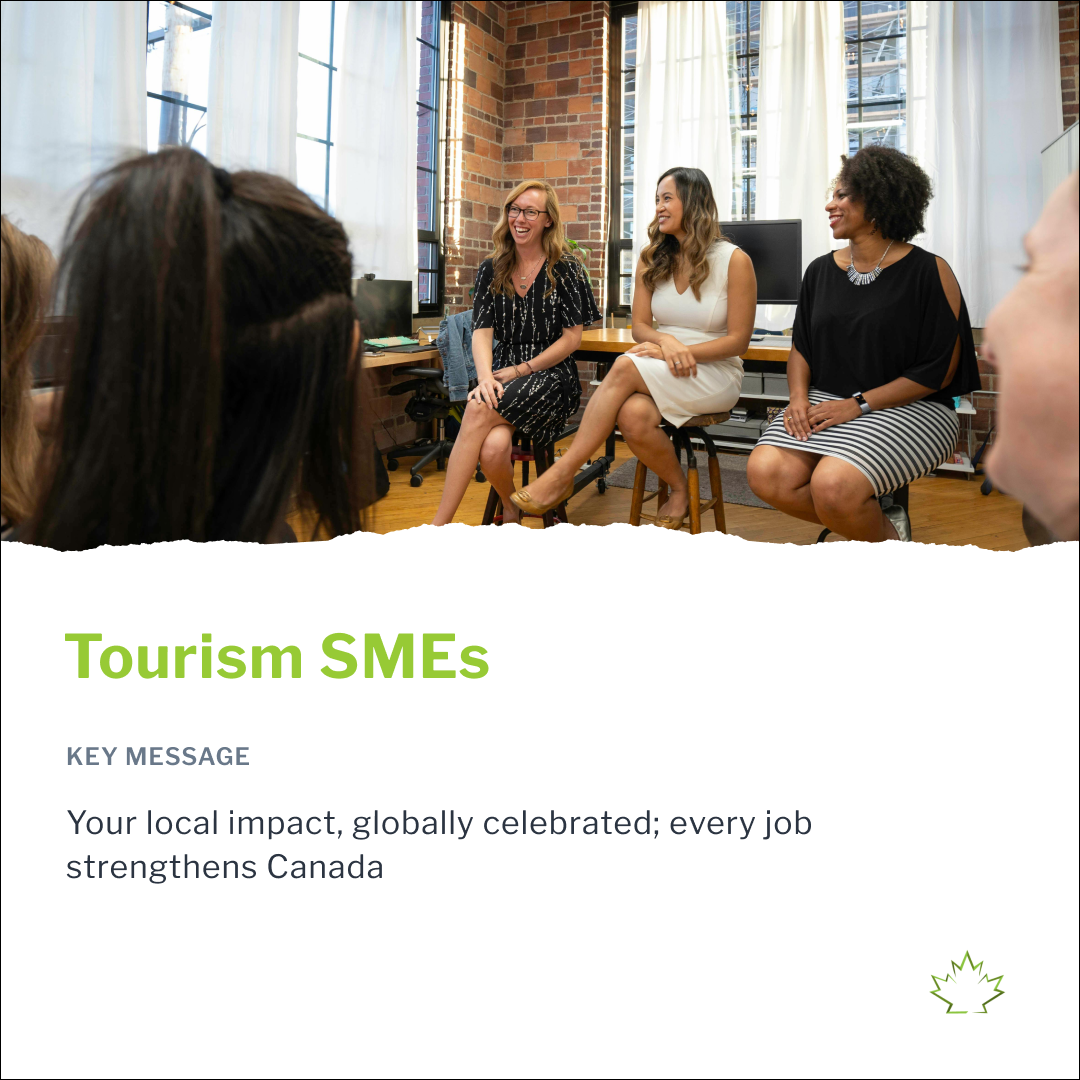 Tourism SMEs
KEY MESSAGE
Your local impact, globally celebrated; every job
strengthens Canada